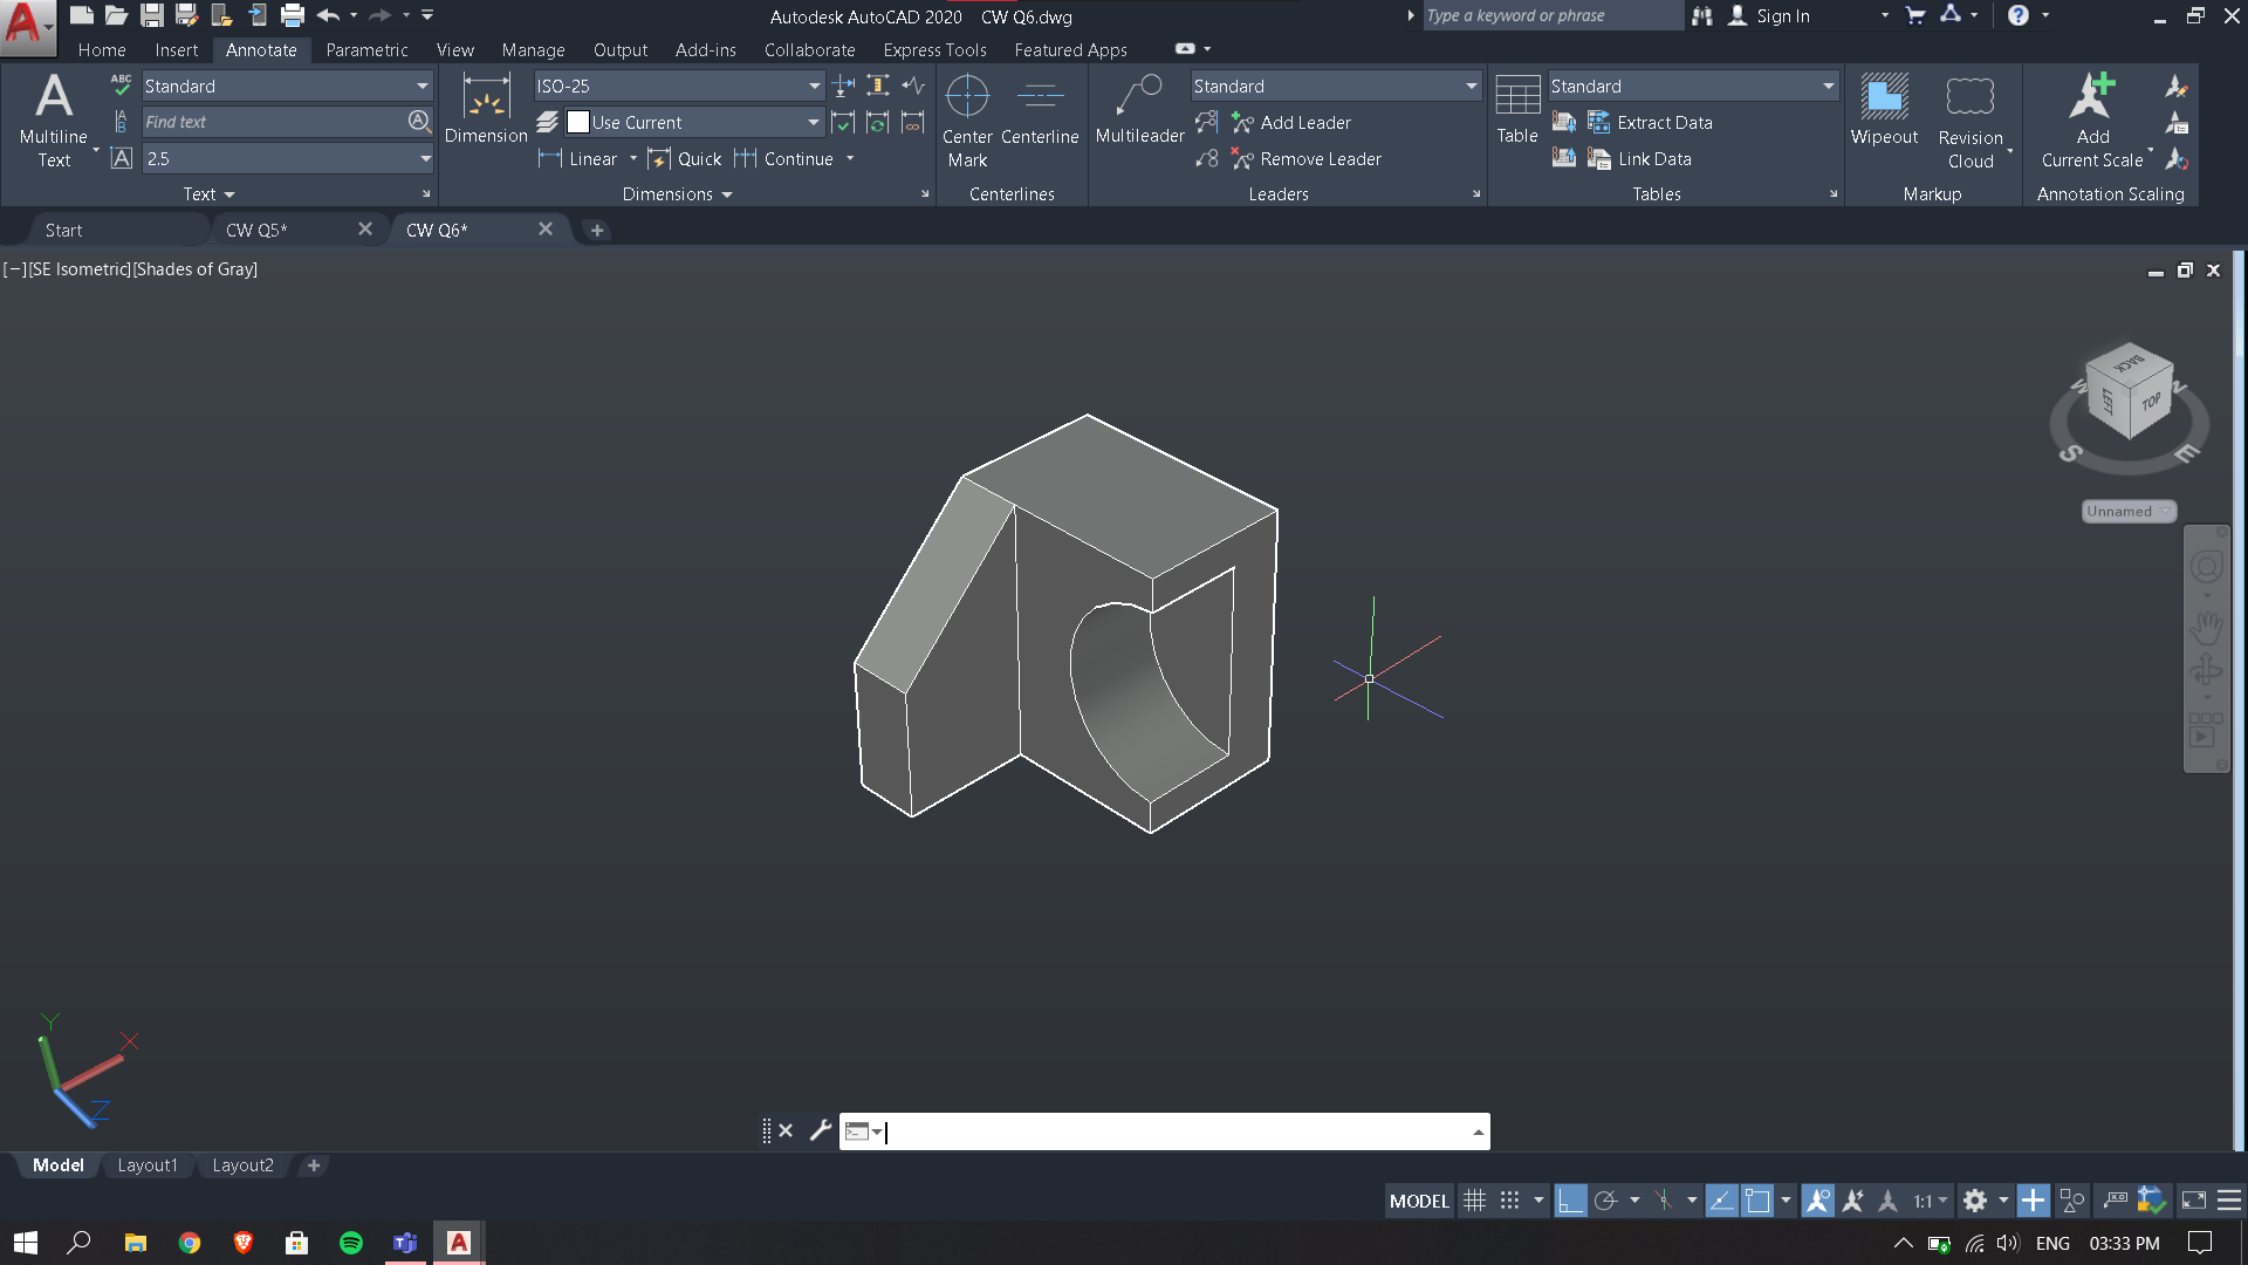 Autodesk AutoCAD 2020 CW Q6.dwg
Type a keyword or phrase
Sign In
Home Insert Annotate Parametric View Manage Output Add-ins Collaborate Express Tools Featured Apps
Multiline Text
ABC
Standard
Find text
2.5
Text
Dimension
ISO-25
Use Current
Linear Quick Continue
Dimensions
Center Mark
Centerline
Centerlines
Multileader
Standard
Add Leader
Remove Leader
Leaders
Table
Standard
Extract Data
Link Data
Tables
Wipeout
Revision Cloud
Markup
Add Current Scale
Annotation Scaling
Start
CW Q5*
CW Q6*
[−][SE Isometric][Shades of Gray]
BACK
LEFT
TOP
W
N
S
E
Unnamed
Y
X
Z
Model Layout1 Layout2
MODEL
1:1
ENG 03:33 PM